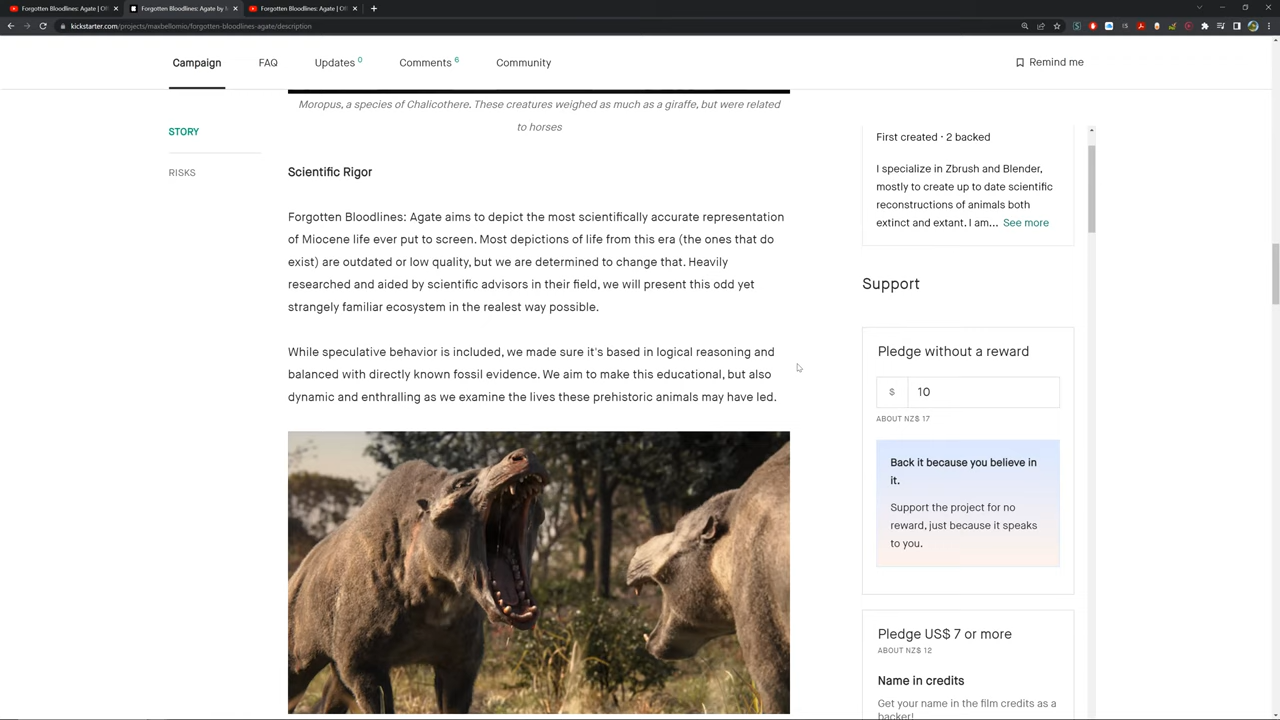 Forgotten Bloodlines: Agate | Of
Forgotten Bloodlines: Agate by M
Forgotten Bloodlines: Agate | Of
kickstarter.com/projects/maxbellomio/forgotten-bloodlines-agate/description
Campaign
FAQ
Updates 0
Comments 6
Community
Remind me
Moropus, a species of Chalicothere. These creatures weighed as much as a giraffe, but were related
to horses
STORY
RISKS
Scientific Rigor
Forgotten Bloodlines: Agate aims to depict the most scientifically accurate representation
of Miocene life ever put to screen. Most depictions of life from this era (the ones that do
exist) are outdated or low quality, but we are determined to change that. Heavily
researched and aided by scientific advisors in their field, we will present this odd yet
strangely familiar ecosystem in the realest way possible.
While speculative behavior is included, we made sure it's based in logical reasoning and
balanced with directly known fossil evidence. We aim to make this educational, but also
dynamic and enthralling as we examine the lives these prehistoric animals may have led.
First created · 2 backed
I specialize in Zbrush and Blender,
mostly to create up to date scientific
reconstructions of animals both
extinct and extant. I am... See more
Support
Pledge without a reward
$ 10
ABOUT NZ$ 17
Back it because you believe in
it.
Support the project for no
reward, just because it speaks
to you.
Pledge US$ 7 or more
ABOUT NZ$ 12
Name in credits
Get your name in the film credits as a
backer!